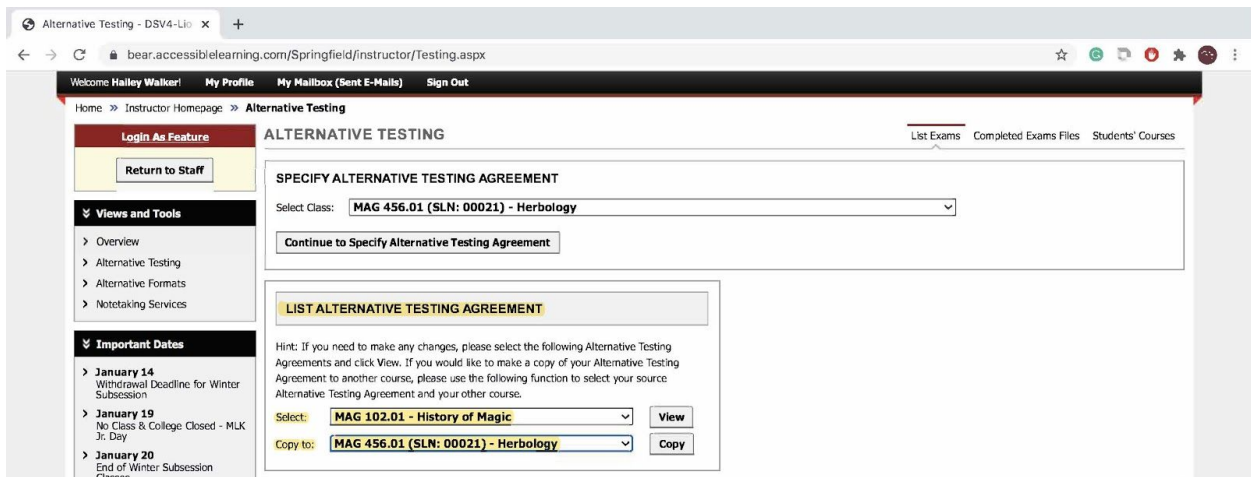 Alternative Testing - DSV4-Lio
bear.accessiblelearning.com/Springfield/instructor/Testing.aspx
Welcome Hailey Walker! My Profile My Mailbox (Sent E-Mails) Sign Out
Home » Instructor Homepage » Alternative Testing
Login As Feature
Return to Staff
Views and Tools
Overview
Alternative Testing
Alternative Formats
Notetaking Services
Important Dates
January 14
Withdrawal Deadline for Winter
Subsession
January 19
No Class & College Closed - MLK
Jr. Day
January 20
End of Winter Subsession
ALTERNATIVE TESTING
List Exams Completed Exams Files Students' Courses
SPECIFY ALTERNATIVE TESTING AGREEMENT
Select Class: MAG 456.01 (SLN: 00021) - Herbology
Continue to Specify Alternative Testing Agreement
LIST ALTERNATIVE TESTING AGREEMENT
Hint: If you need to make any changes, please select the following Alternative Testing
Agreements and click View. If you would like to make a copy of your Alternative Testing
Agreement to another course, please use the following function to select your source
Alternative Testing Agreement and your other course.
Select: MAG 102.01 - History of Magic View
Copy to: MAG 456.01 (SLN: 00021) - Herbology Copy